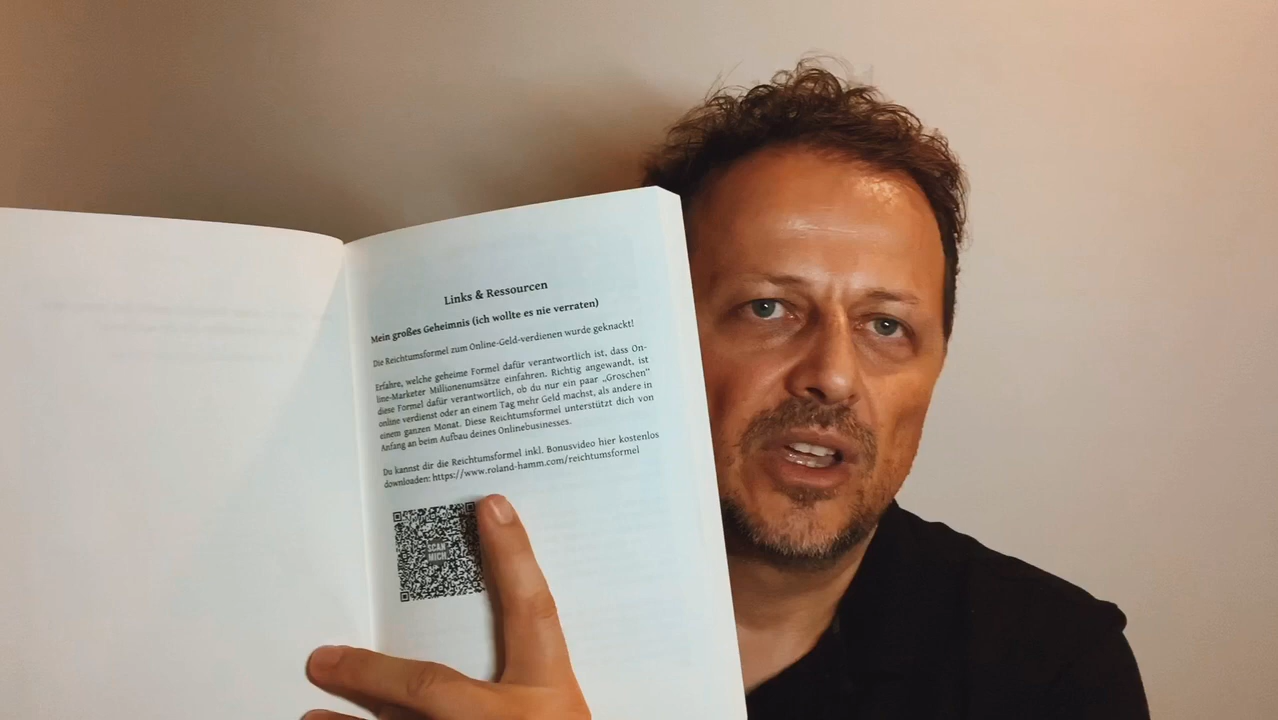 Links & Ressourcen
Mein großes Geheimnis (ich wollte es nie verraten)
Die Reichtumsformel zum Online-Geld-verdienen wurde geknackt!
Erfahre, welche geheime Formel dafür verantwortlich ist, dass On-
line-Marketer Millionenumsätze einfahren. Richtig angewandt, ist
diese Formel dafür verantwortlich, ob du nur ein paar „Groschen”
online verdienst oder an einem Tag mehr Geld machst, als andere in
einem ganzen Monat. Diese Reichtumsformel unterstützt dich von
Anfang an beim Aufbau deines Onlinebusinesses.
Du kannst dir die Reichtumsformel inkl. Bonusvideo hier kostenlos
downloaden: https://www.roland-hamm.com/reichtumsformel
SCAN
MICH